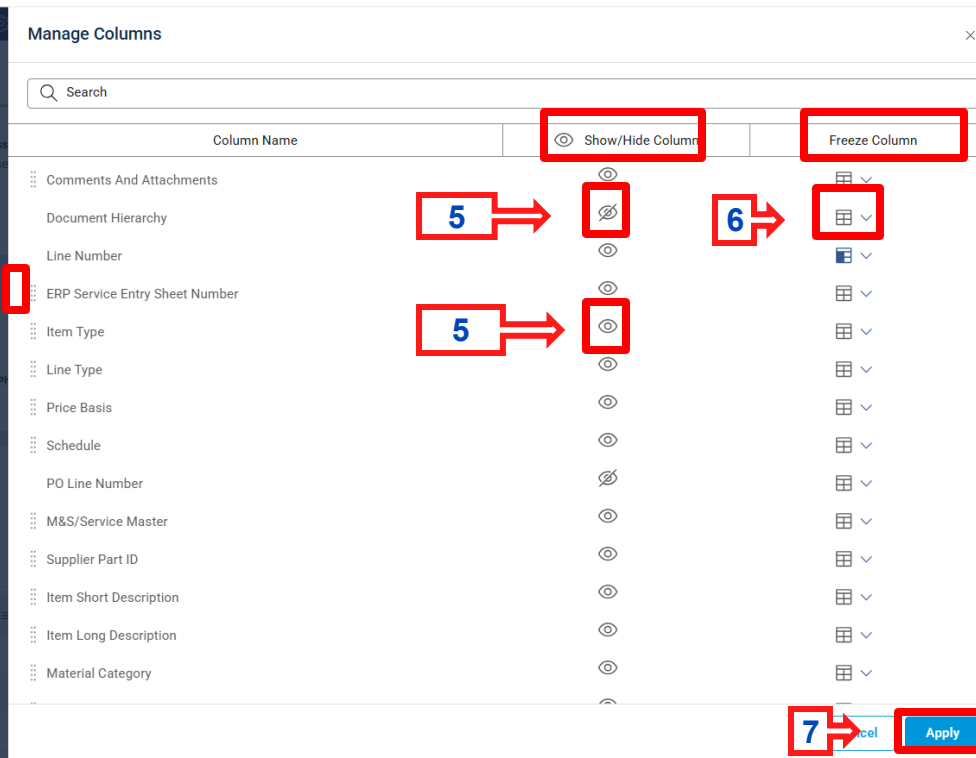 Manage Columns
Search
Column Name
Show/Hide Column
Freeze Column
Comments And Attachments
Document Hierarchy
5
6
Line Number
ERP Service Entry Sheet Number
Item Type
5
Line Type
Price Basis
Schedule
PO Line Number
M&S/Service Master
Supplier Part ID
Item Short Description
Item Long Description
Material Category
7
cel
Apply